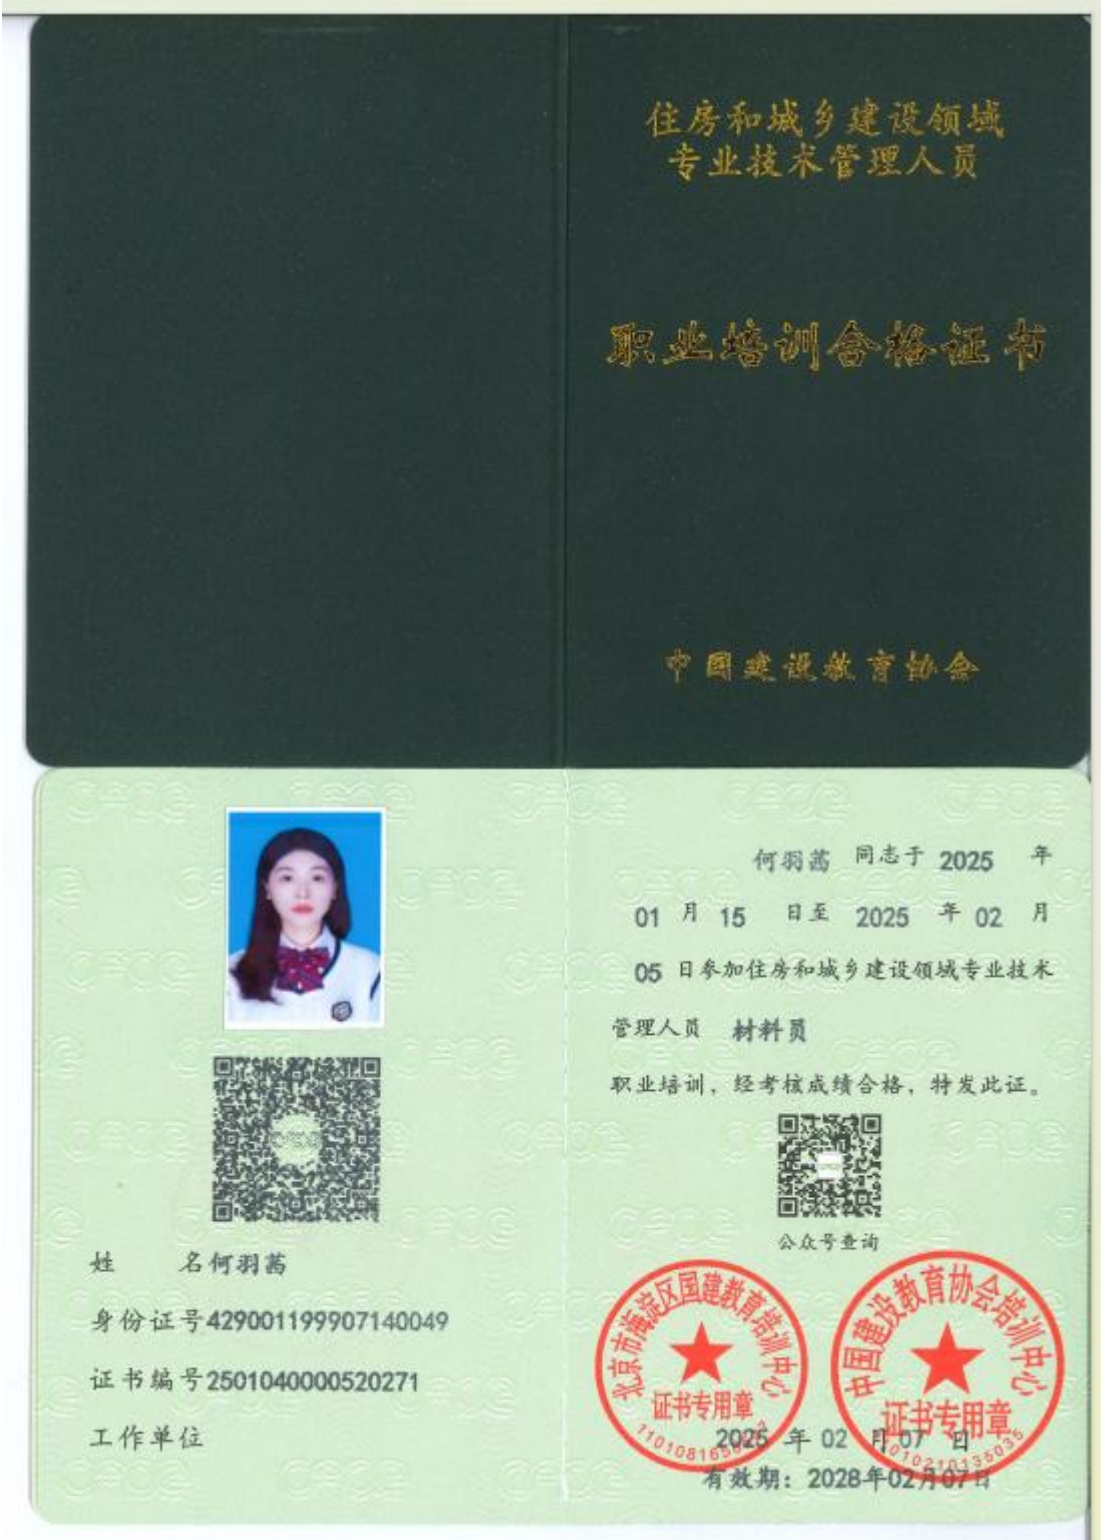 住房和城乡建设领域
专业技术管理人员
职业培训合格证书
中国建设教育协会
何羽茜 同志于 2025 年
01 月 15 日至 2025 年 02 月
05 日参加住房和城乡建设领域专业技术
管理人员 材料员
职业培训，经考核成绩合格，特发此证。
公众号查询
姓 名何羽茜
身份证号429001199907140049
证书编号2501040000520271
工作单位
北京市海淀区国建教育培训中心
证书专用章
中国建设教育协会培训中心
证书专用章
2025 年 02 月 07 日
有效期：2028年02月07日